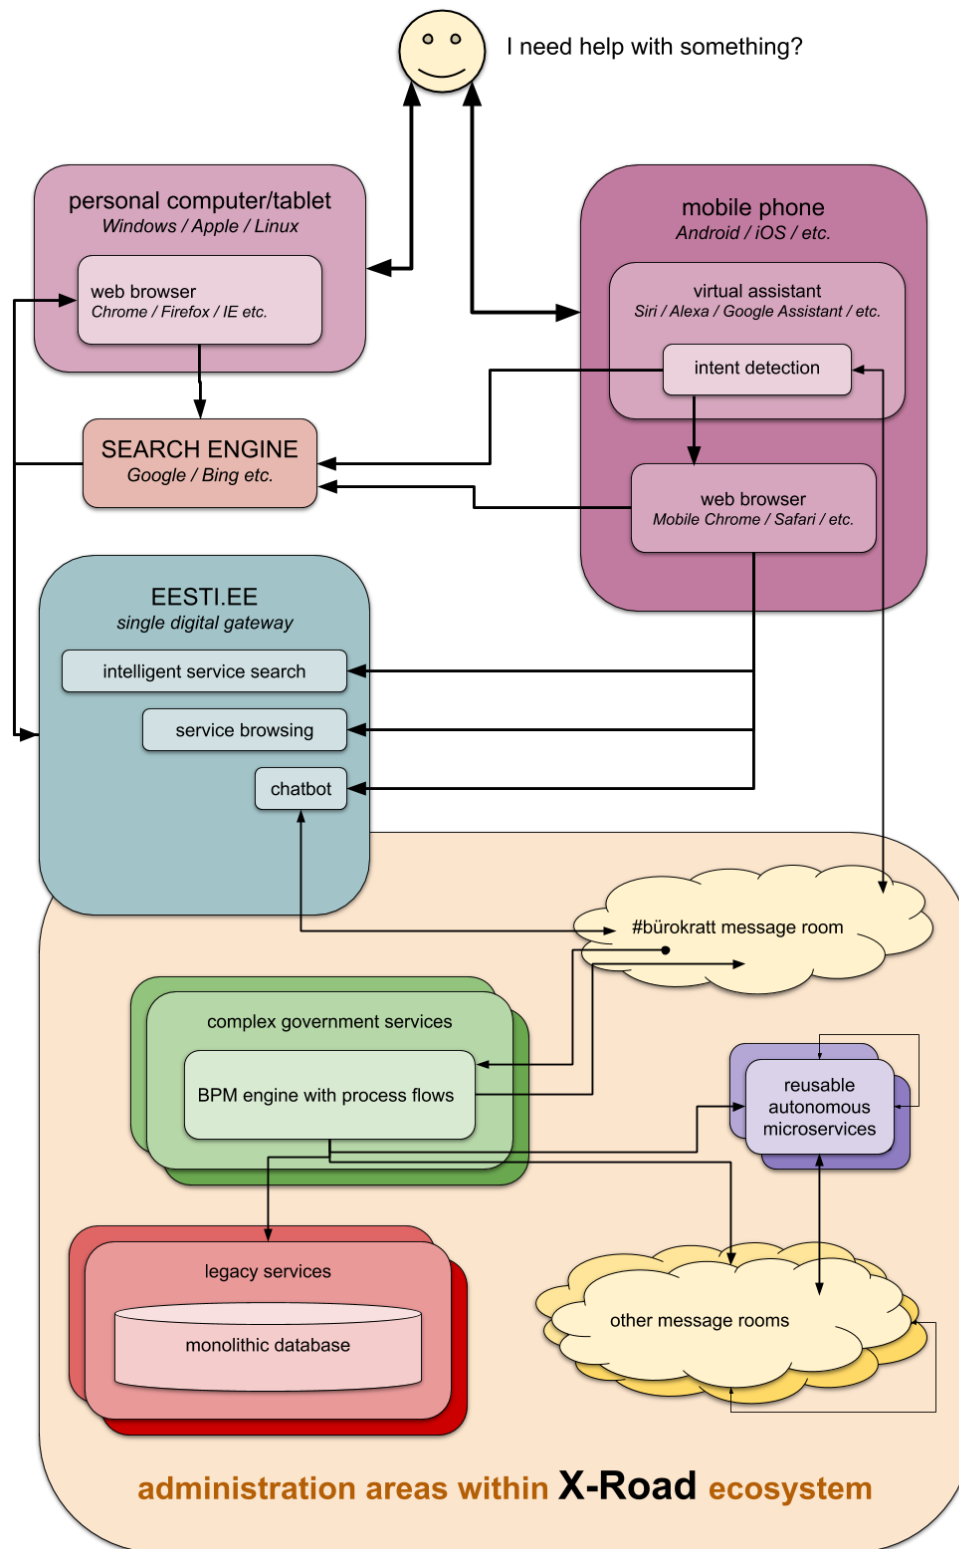 I need help with something?
personal computer/tablet
Windows / Apple / Linux
web browser
Chrome / Firefox / IE etc.
mobile phone
Android / iOS / etc.
virtual assistant
Siri / Alexa / Google Assistant / etc.
intent detection
SEARCH ENGINE
Google / Bing etc.
web browser
Mobile Chrome / Safari / etc.
EESTI.EE
single digital gateway
intelligent service search
service browsing
chatbot
#bürokratt message room
complex government services
BPM engine with process flows
reusable
autonomous
microservices
legacy services
monolithic database
other message rooms
administration areas within X-Road ecosystem